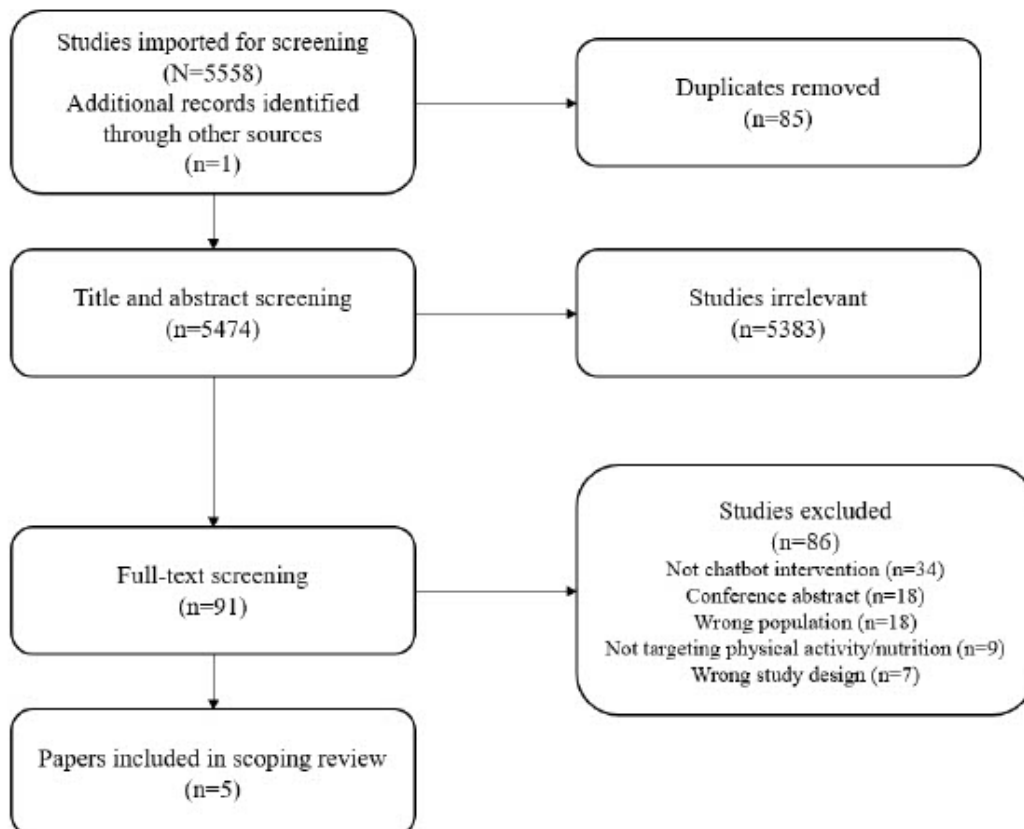 Studies imported for screening
(N=5558)
Additional records identified
through other sources
(n=1)
Duplicates removed
(n=85)
Title and abstract screening
(n=5474)
Studies irrelevant
(n=5383)
Full-text screening
(n=91)
Studies excluded
(n=86)
Not chatbot intervention (n=34)
Conference abstract (n=18)
Wrong population (n=18)
Not targeting physical activity/nutrition (n=9)
Wrong study design (n=7)
Papers included in scoping review
(n=5)